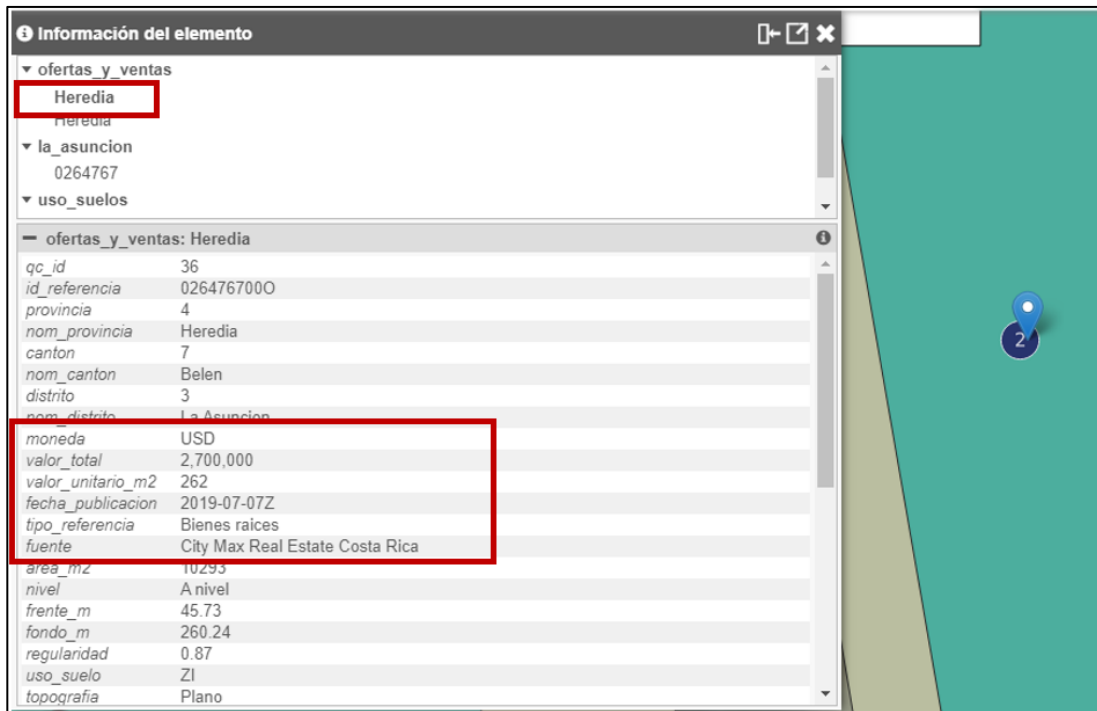 Información del elemento
ofertas_y_ventas
Heredia
Heredia
la_asuncion
0264767
uso_suelos
ofertas_y_ventas: Heredia
qc_id 36
id_referencia 026476700O
provincia 4
nom_provincia Heredia
canton 7
nom_canton Belen
distrito 3
nom_distrito La Asuncion
moneda USD
valor_total 2,700,000
valor_unitario_m2 262
fecha_publicacion 2019-07-07Z
tipo_referencia Bienes raices
fuente City Max Real Estate Costa Rica
area_m2 10293
nivel A nivel
frente_m 45.73
fondo_m 260.24
regularidad 0.87
uso_suelo ZI
topografia Plano
2